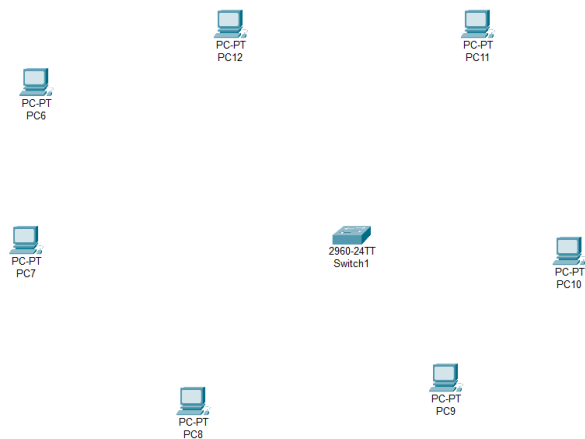 PC-PT
PC12
PC-PT
PC11
PC-PT
PC6
2960-24TT
Switch1
PC-PT
PC7
PC-PT
PC10
PC-PT
PC9
PC-PT
PC8